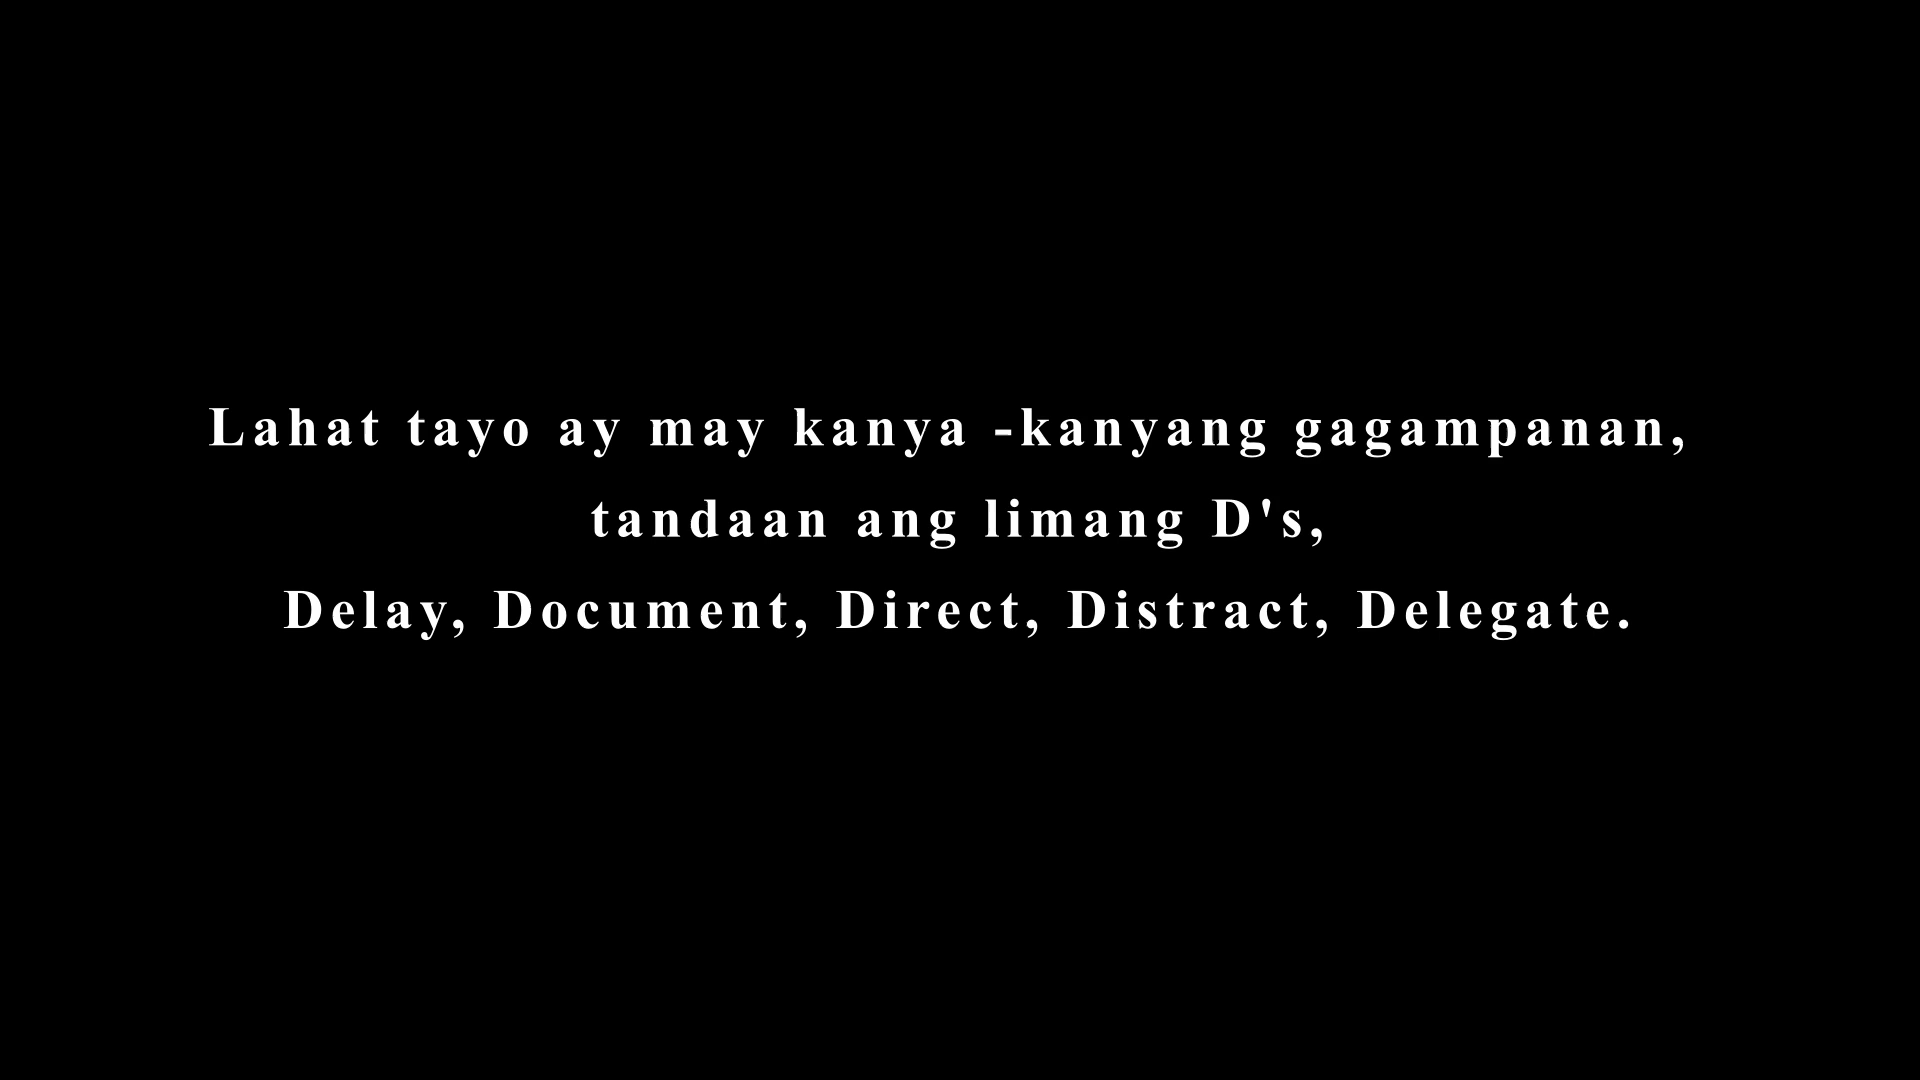 Lahat tayo ay may kanya -kanyang gagampanan,
tandaan ang limang D's,
Delay, Document, Direct, Distract, Delegate.